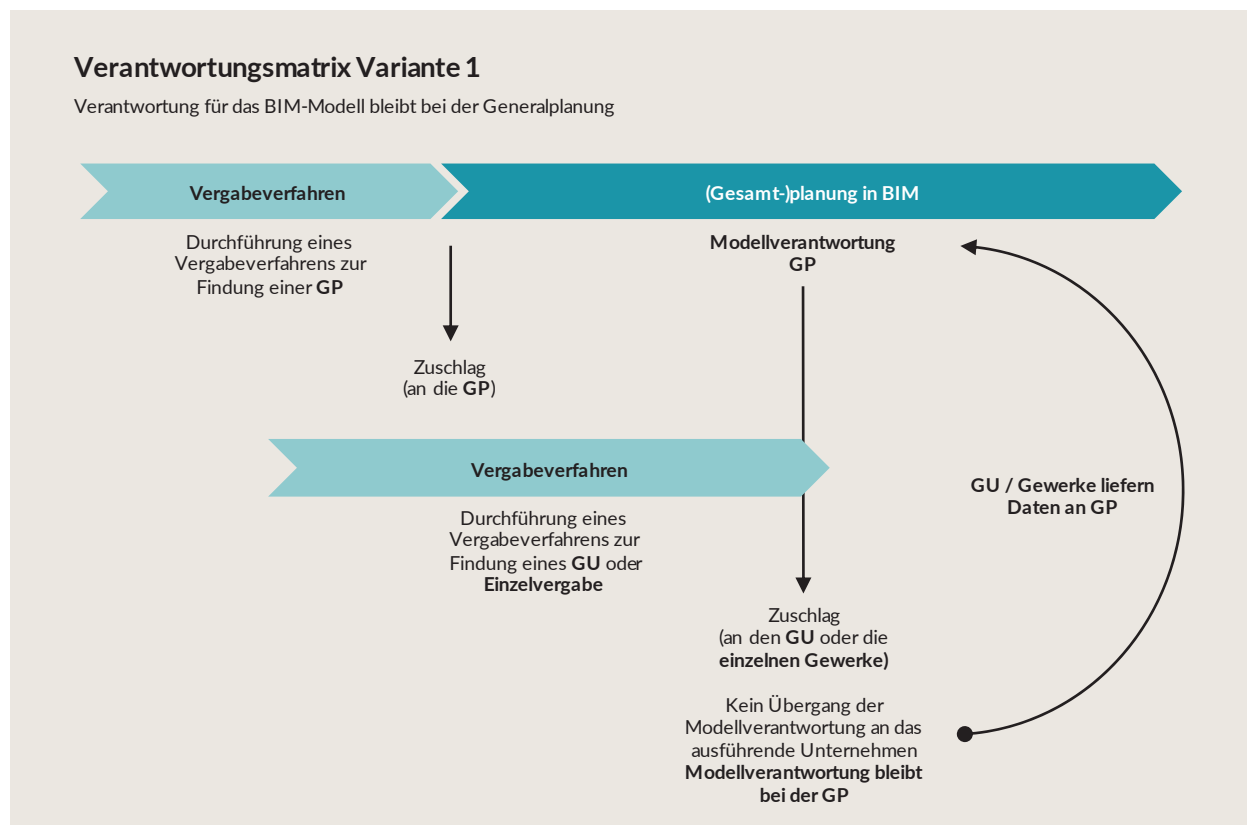 Verantwortungsmatrix Variante 1
Verantwortung für das BIM-Modell bleibt bei der Generalplanung
Vergabeverfahren
(Gesamt-)planung in BIM
Durchführung eines
Vergabeverfahrens zur
Findung einer GP
Zuschlag
(an die GP)
Modellverantwortung
GP
Vergabeverfahren
Durchführung eines
Vergabeverfahrens zur
Findung eines GU oder
Einzelvergabe
GU / Gewerke liefern
Daten an GP
Zuschlag
(an den GU oder die
einzelnen Gewerke)
Kein Übergang der
Modellverantwortung an das
ausführende Unternehmen
Modellverantwortung bleibt
bei der GP